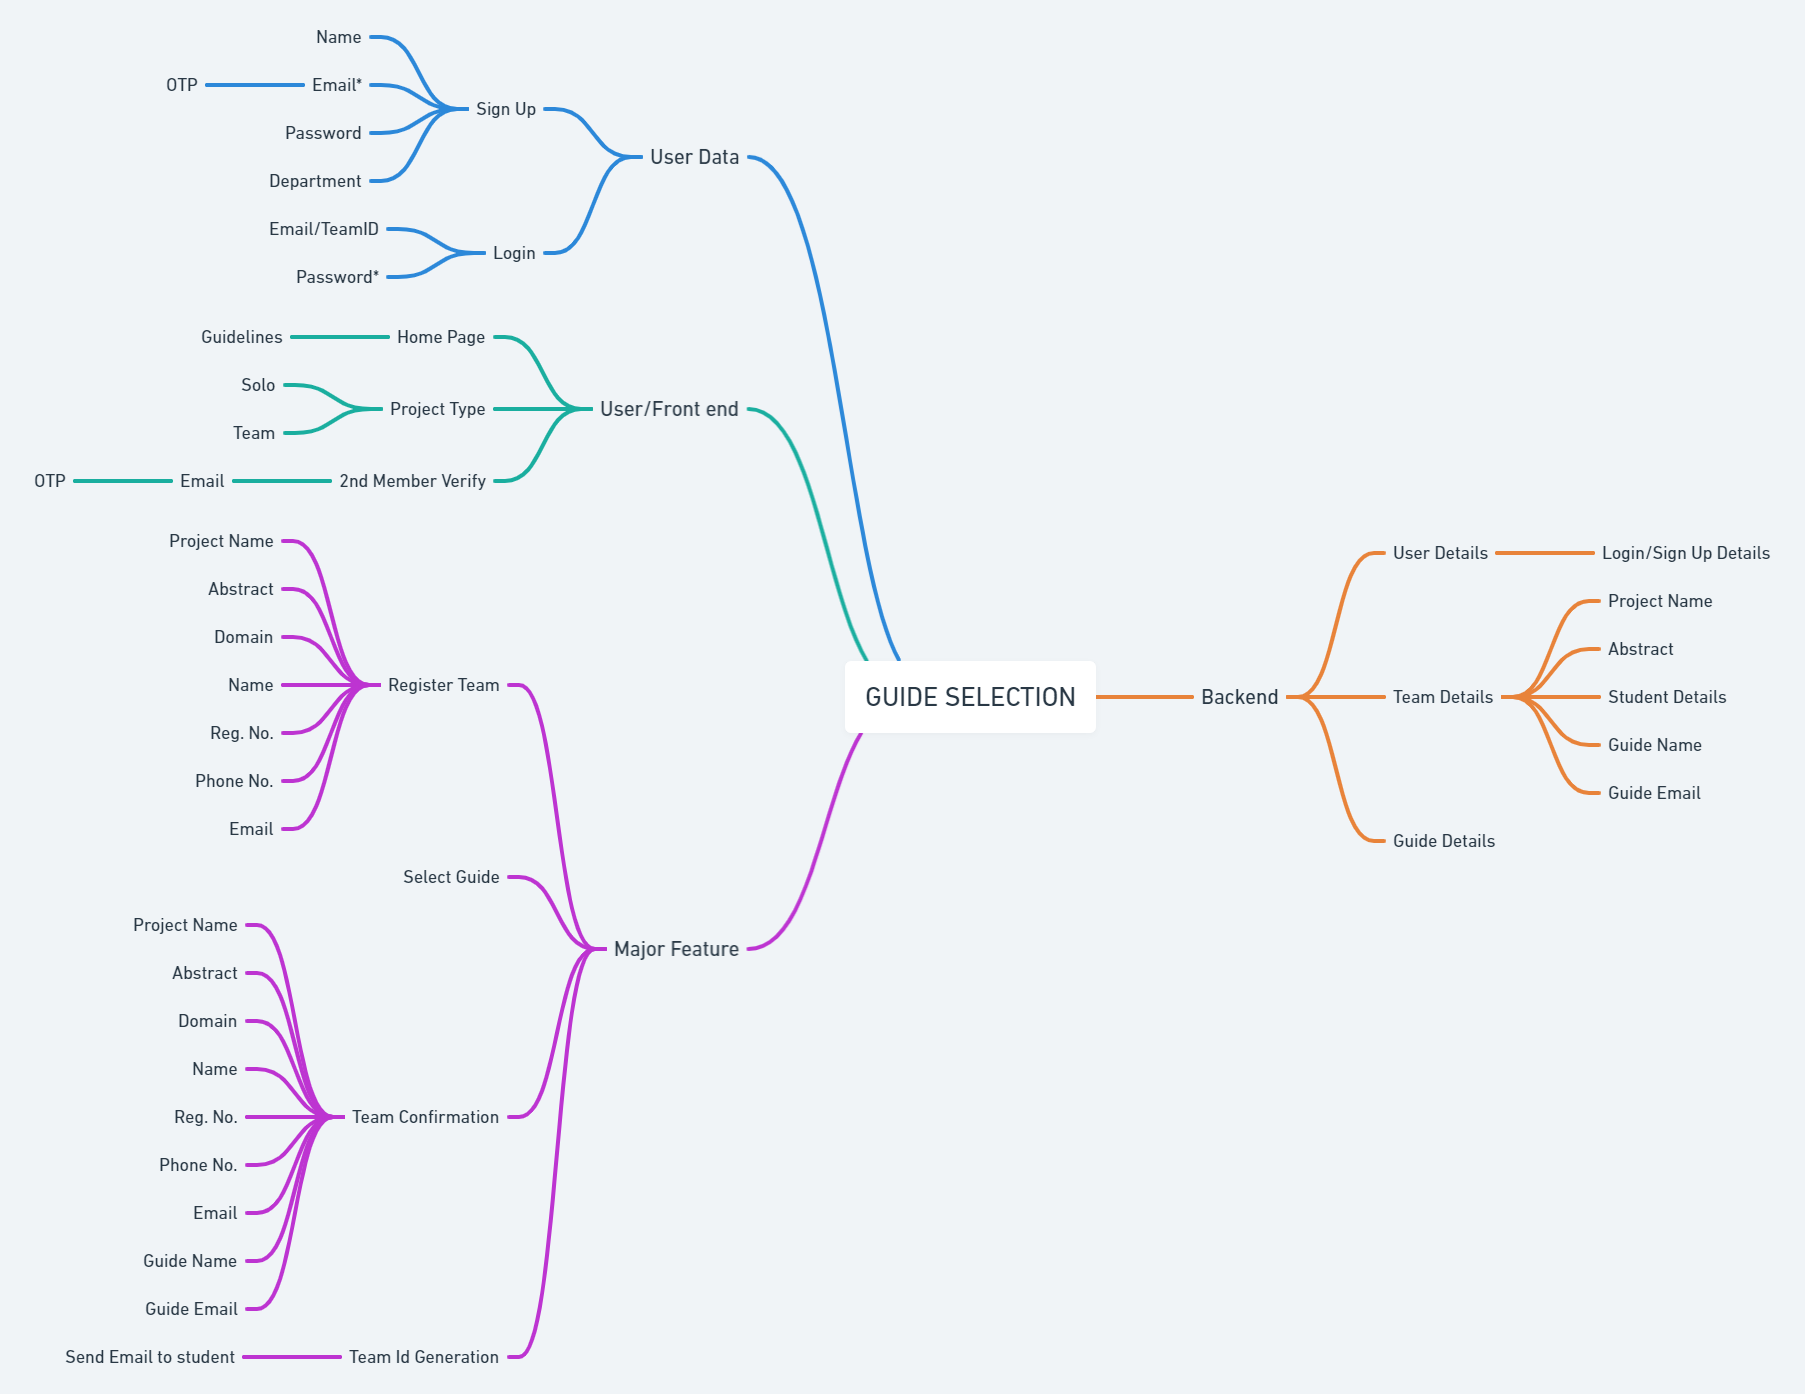 GUIDE SELECTION
User Data
Sign Up
Name
Email*
OTP
Password
Department
Login
Email/TeamID
Password*
User/Front end
Home Page
Guidelines
Project Type
Solo
Team
2nd Member Verify
Email
OTP
Major Feature
Register Team
Project Name
Abstract
Domain
Name
Reg. No.
Phone No.
Email
Select Guide
Team Confirmation
Project Name
Abstract
Domain
Name
Reg. No.
Phone No.
Email
Guide Name
Guide Email
Team Id Generation
Send Email to student
Backend
User Details
Login/Sign Up Details
Team Details
Project Name
Abstract
Student Details
Guide Name
Guide Email
Guide Details